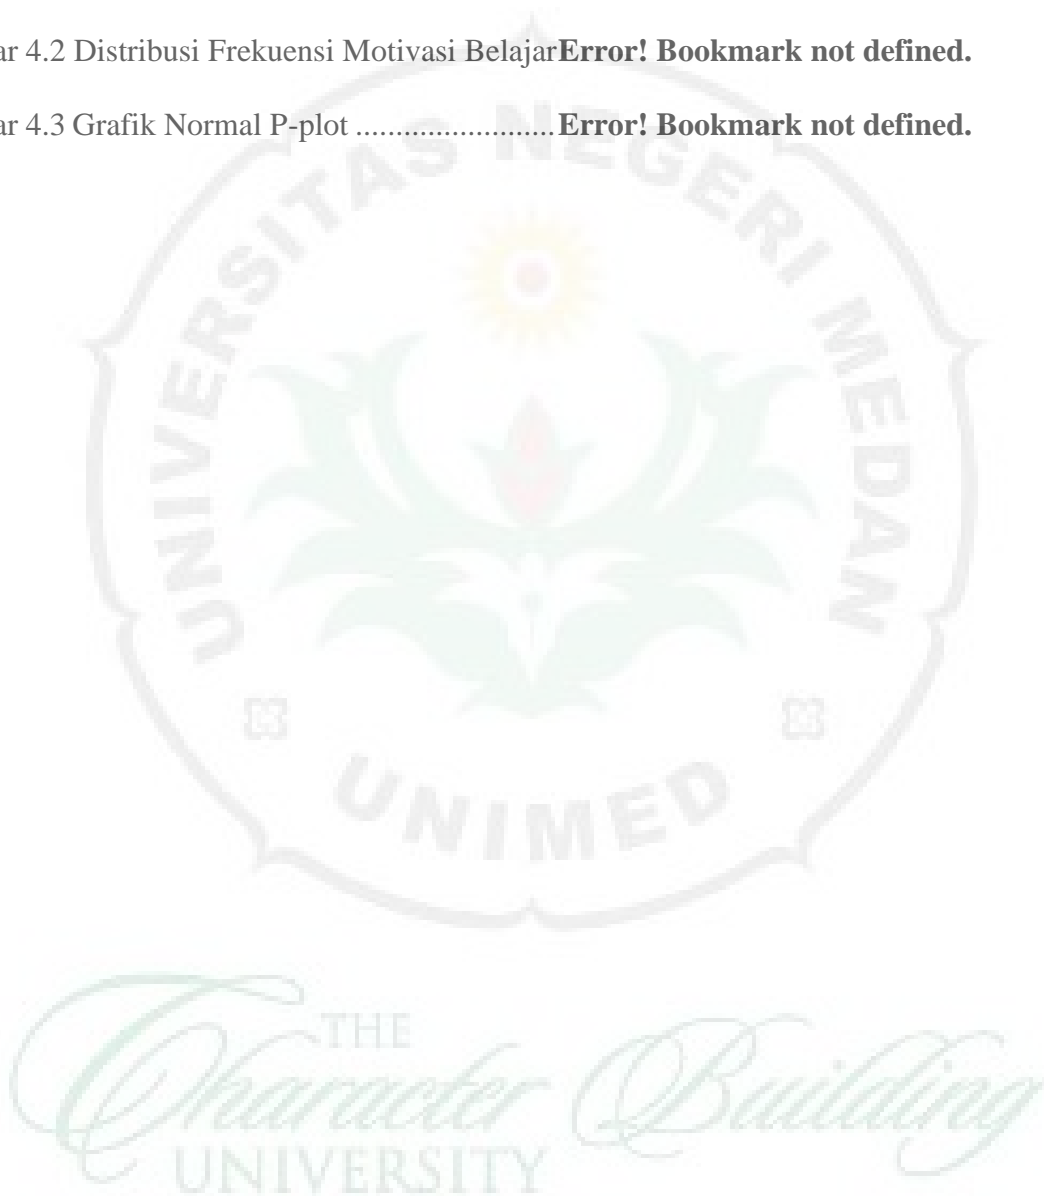 ar 4.2 Distribusi Frekuensi Motivasi BelajarError! Bookmark not defined.
ar 4.3 Grafik Normal P-plot .........................Error! Bookmark not defined.
UNIVERSITAS NEGERI MEDAN
UNIMED
THE
Character Building
UNIVERSITY